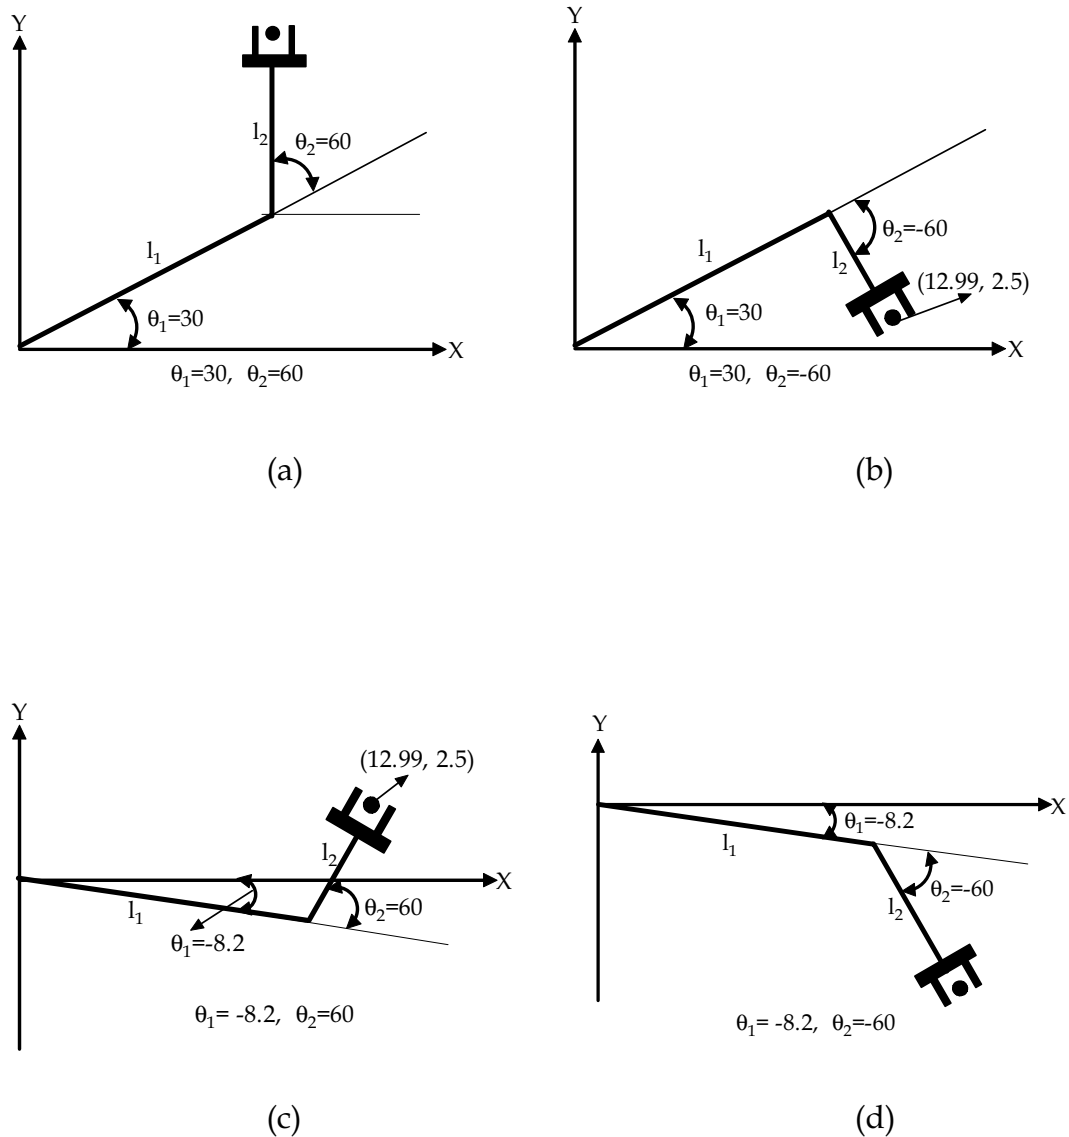 Y
l₂
θ₂=60
l₁
θ₁=30
X
θ₁=30, θ₂=60
(a)
Y
θ₂=-60
l₁
l₂
(12.99, 2.5)
θ₁=30
X
θ₁=30, θ₂=-60
(b)
Y
(12.99, 2.5)
l₂
X
l₁
θ₂=60
θ₁=-8.2
θ₁= -8.2, θ₂=60
(c)
Y
X
θ₁=-8.2
l₁
θ₂=-60
l₂
θ₁= -8.2, θ₂=-60
(d)